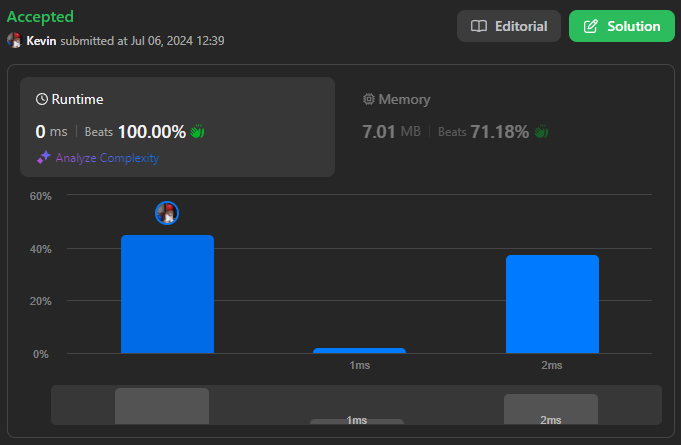 Accepted
Kevin submitted at Jul 06, 2024 12:39
Editorial
Solution
Runtime
0 ms | Beats 100.00%
Analyze Complexity
Memory
7.01 MB | Beats 71.18%
60%
40%
20%
0%
1ms
2ms
1ms
2ms